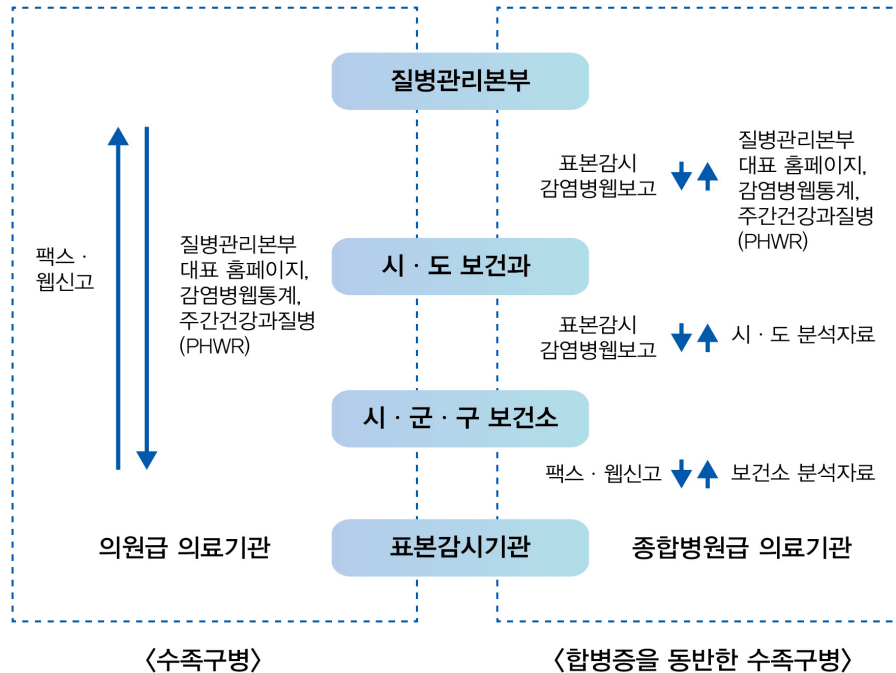 질병관리본부
표본감시
감염병웹보고
질병관리본부
대표 홈페이지,
감염병웹통계,
주간건강과질병
(PHWR)
팩스 ·
웹신고
질병관리본부
대표 홈페이지,
감염병웹통계,
주간건강과질병
(PHWR)
시 · 도 보건과
표본감시
감염병웹보고
시 · 도 분석자료
시 · 군 · 구 보건소
팩스 · 웹신고
보건소 분석자료
의원급 의료기관
표본감시기관
종합병원급 의료기관
〈수족구병〉
〈합병증을 동반한 수족구병〉